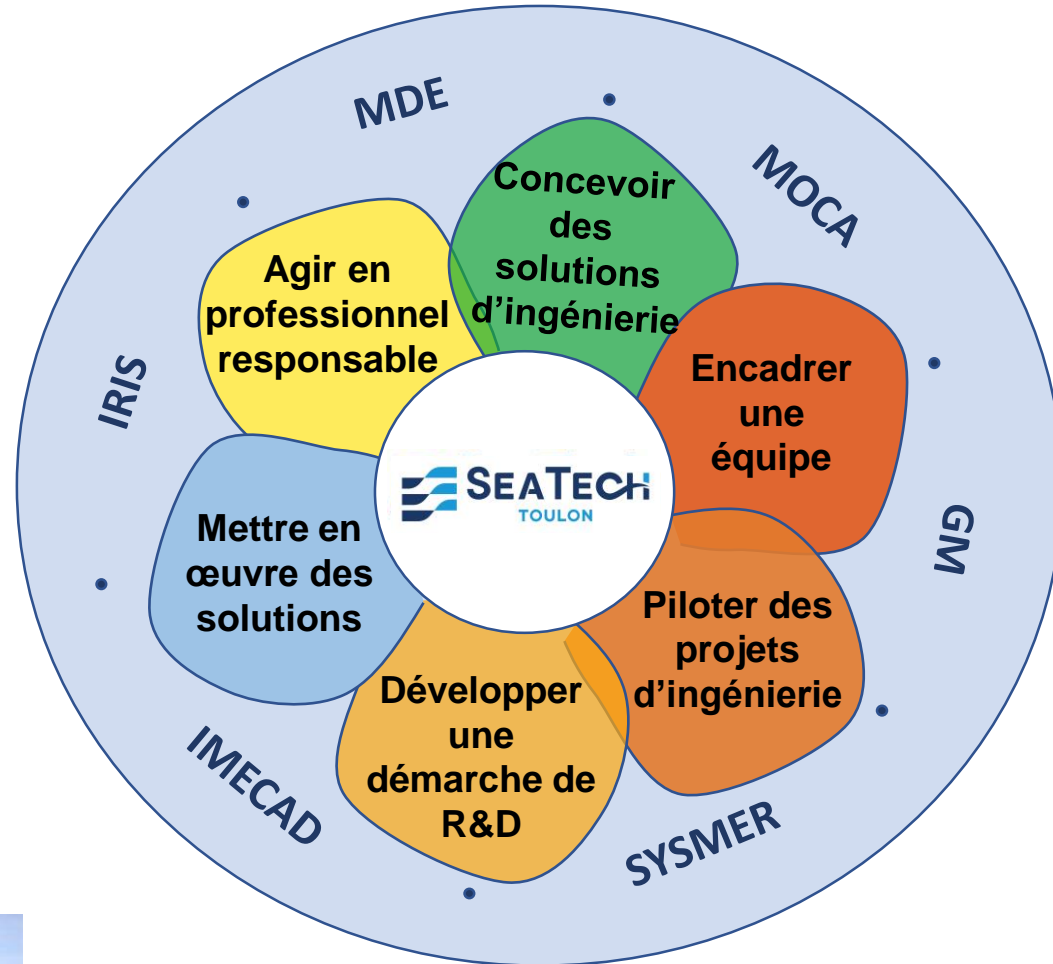 MDE
MOCA
GM
SYSMER
IMECAD
IRIS
Concevoir
des
solutions
d’ingénierie
Encadrer
une
équipe
Piloter des
projets
d’ingénierie
Développer
une
démarche de
R&D
Mettre en
œuvre des
solutions
Agir en
professionnel
responsable
SEATECH
TOULON